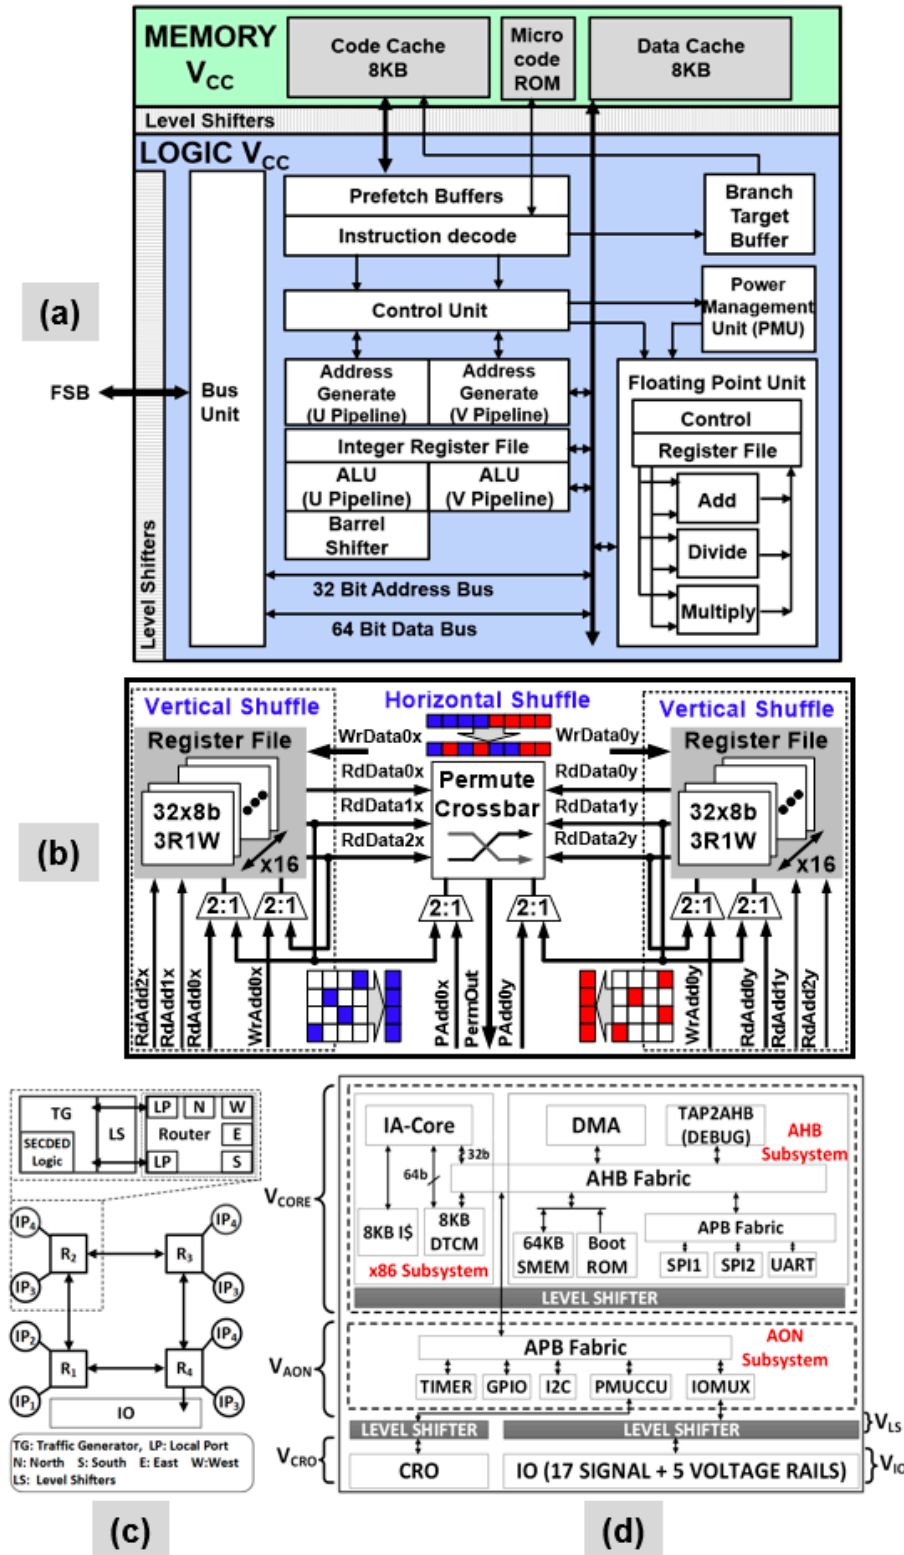 MEMORY
VCC
Code Cache
8KB
Micro
code
ROM
Data Cache
8KB
Level Shifters
LOGIC VCC
Level Shifters
Bus
Unit
FSB
Prefetch Buffers
Instruction decode
Control Unit
Address
Generate
(U Pipeline)
Address
Generate
(V Pipeline)
Integer Register File
ALU
(U Pipeline)
ALU
(V Pipeline)
Barrel
Shifter
32 Bit Address Bus
64 Bit Data Bus
Branch
Target
Buffer
Power
Management
Unit (PMU)
Floating Point Unit
Control
Register File
Add
Divide
Multiply
(a)
Vertical Shuffle
Horizontal Shuffle
Vertical Shuffle
Register File
32x8b
3R1W
x16
WrData0x
RdData0x
RdData1x
RdData2x
Permute
Crossbar
WrData0y
RdData0y
RdData1y
RdData2y
Register File
32x8b
3R1W
x16
2:1
2:1
2:1
2:1
2:1
2:1
RdAdd2x
RdAdd1x
RdAdd0x
WrAdd0x
PAdd0x
PermOut
PAdd0y
WrAdd0y
RdAdd0y
RdAdd1y
RdAdd2y
(b)
TG
SECDED
Logic
LS
LP
N
W
Router
E
LP
S
IP4
IP3
R2
IP4
IP3
R3
IP2
IP1
R1
IP4
IP3
R4
IO
TG: Traffic Generator, LP: Local Port
N: North S: South E: East W:West
LS: Level Shifters
(c)
VCORE
IA-Core
DMA
TAP2AHB
(DEBUG)
AHB
Subsystem
32b
64b
AHB Fabric
8KB I$
8KB
DTCM
x86 Subsystem
64KB
SMEM
Boot
ROM
APB Fabric
SPI1
SPI2
UART
LEVEL SHIFTER
VAON
APB Fabric
AON
Subsystem
TIMER
GPIO
I2C
PMUCCU
IOMUX
LEVEL SHIFTER
LEVEL SHIFTER
VLS
VCRO
CRO
IO (17 SIGNAL + 5 VOLTAGE RAILS)
VIO
(d)